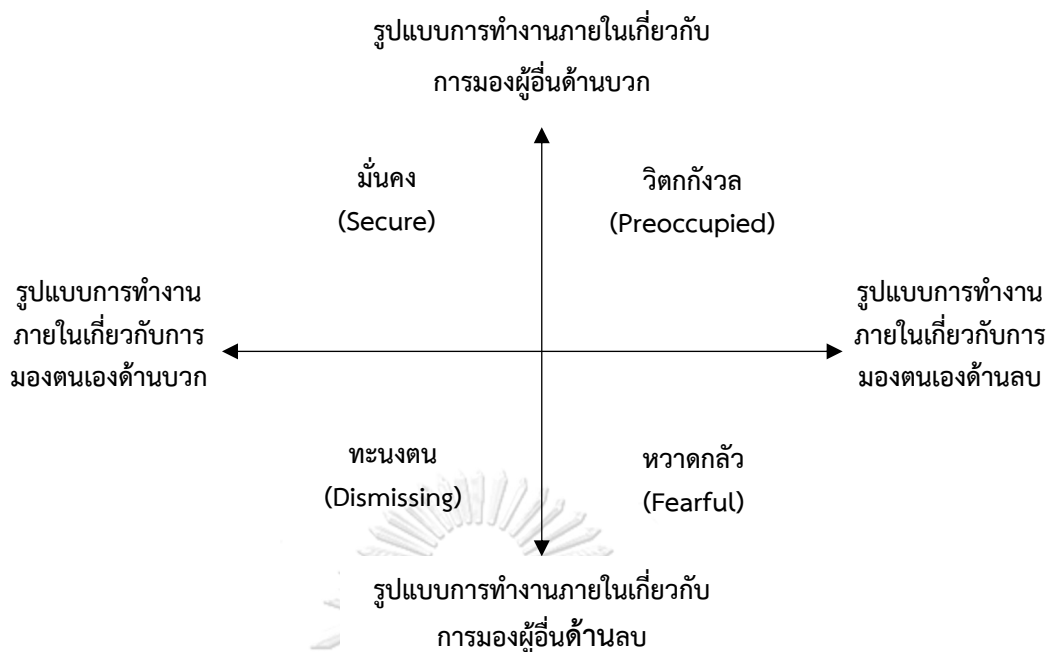 รูปแบบการทำงานภายในเกี่ยวกับ
การมองผู้อื่นด้านบวก
มั่นคง
(Secure)
วิตกกังวล
(Preoccupied)
รูปแบบการทำงาน
ภายในเกี่ยวกับการ
มองตนเองด้านบวก
รูปแบบการทำงาน
ภายในเกี่ยวกับการ
มองตนเองด้านลบ
ทะนงตน
(Dismissing)
หวาดกลัว
(Fearful)
รูปแบบการทำงานภายในเกี่ยวกับ
การมองผู้อื่นด้านลบ